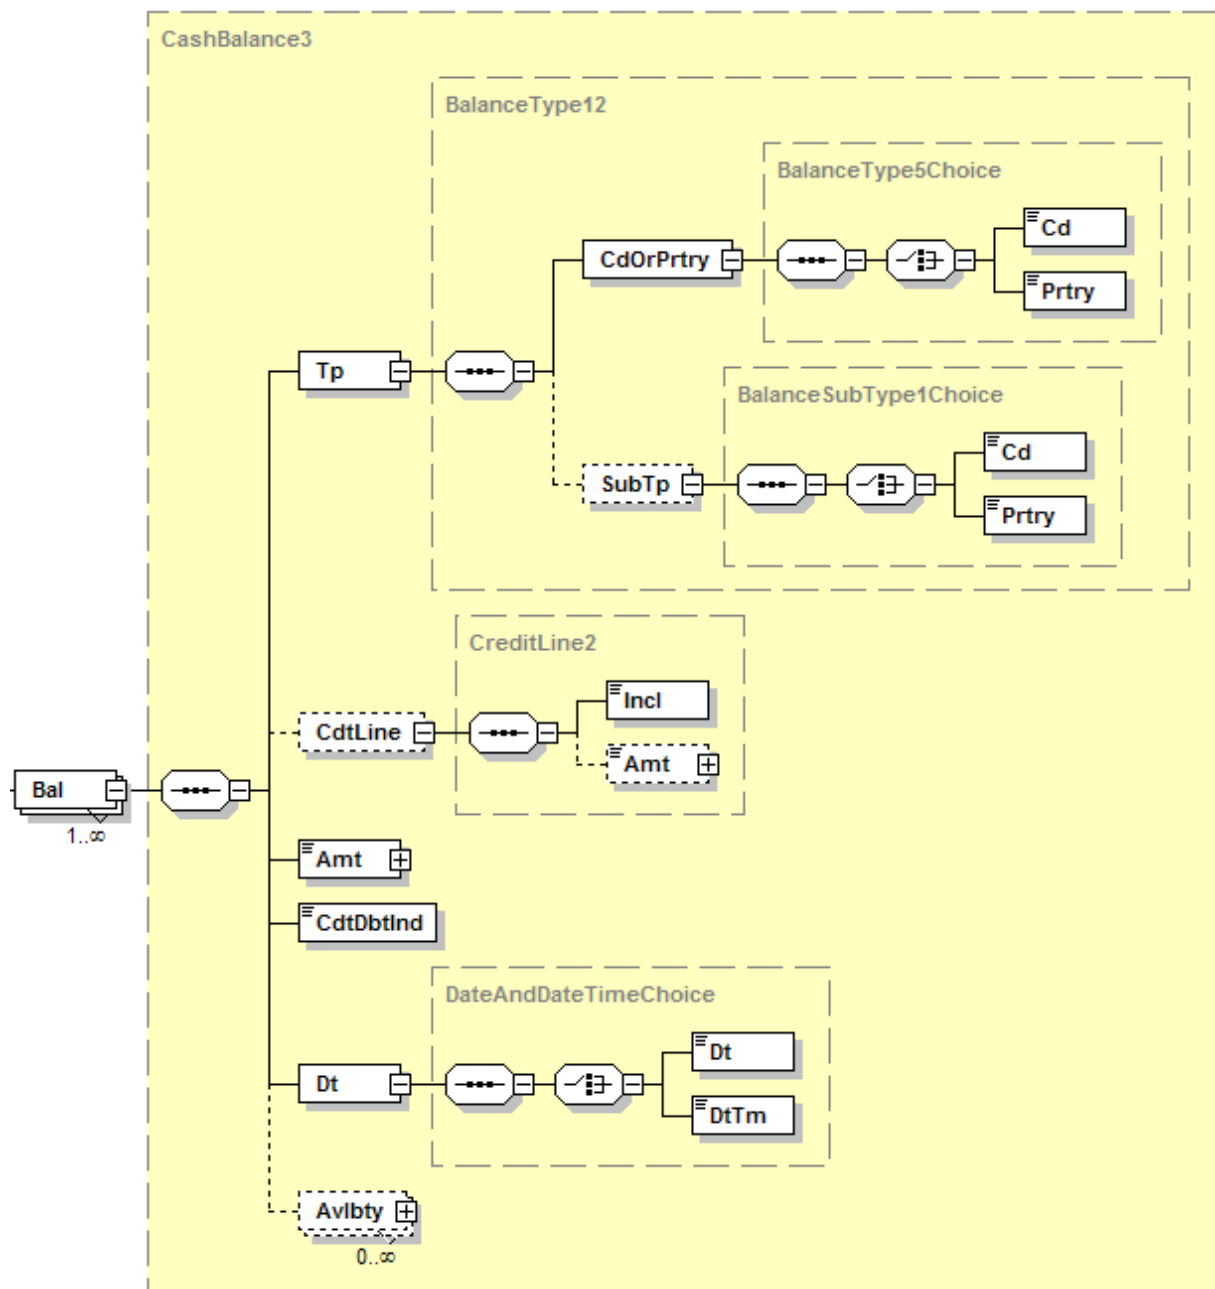 CashBalance3
BalanceType12
BalanceType5Choice
Cd
CdOrPrtry
Prtry
Tp
BalanceSubType1Choice
Cd
SubTp
Prtry
CreditLine2
Incl
CdtLine
Amt
Bal
1..∞
Amt
CdtDbtInd
DateAndDateTimeChoice
Dt
Dt
DtTm
Avlbty
0..∞